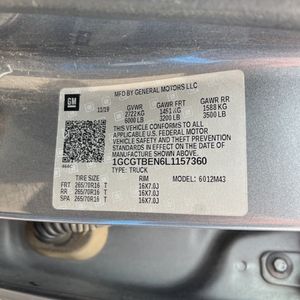 MFD BY GENERAL MOTORS LLC
GM
11/19
GVWR GAWR FRT GAWR RR
2722 KG 1451 KG 1588 KG
6000 LB 3200 LB 3500 LB
THIS VEHICLE CONFORMS TO ALL
APPLICABLE U.S. FEDERAL MOTOR
VEHICLE SAFETY AND THEFT PREVENTION
STANDARDS IN EFFECT ON THE DATE OF
MANUFACTURE SHOWN ABOVE.
1GCGTBEN6L1157360
TYPE: TRUCK
MODEL:
TIRE SIZE RIM
FRT 265/70R16 T 16X7.0J
RR 265/70R16 T 16X7.0J
SPA 265/70R16 T 16X7.0J